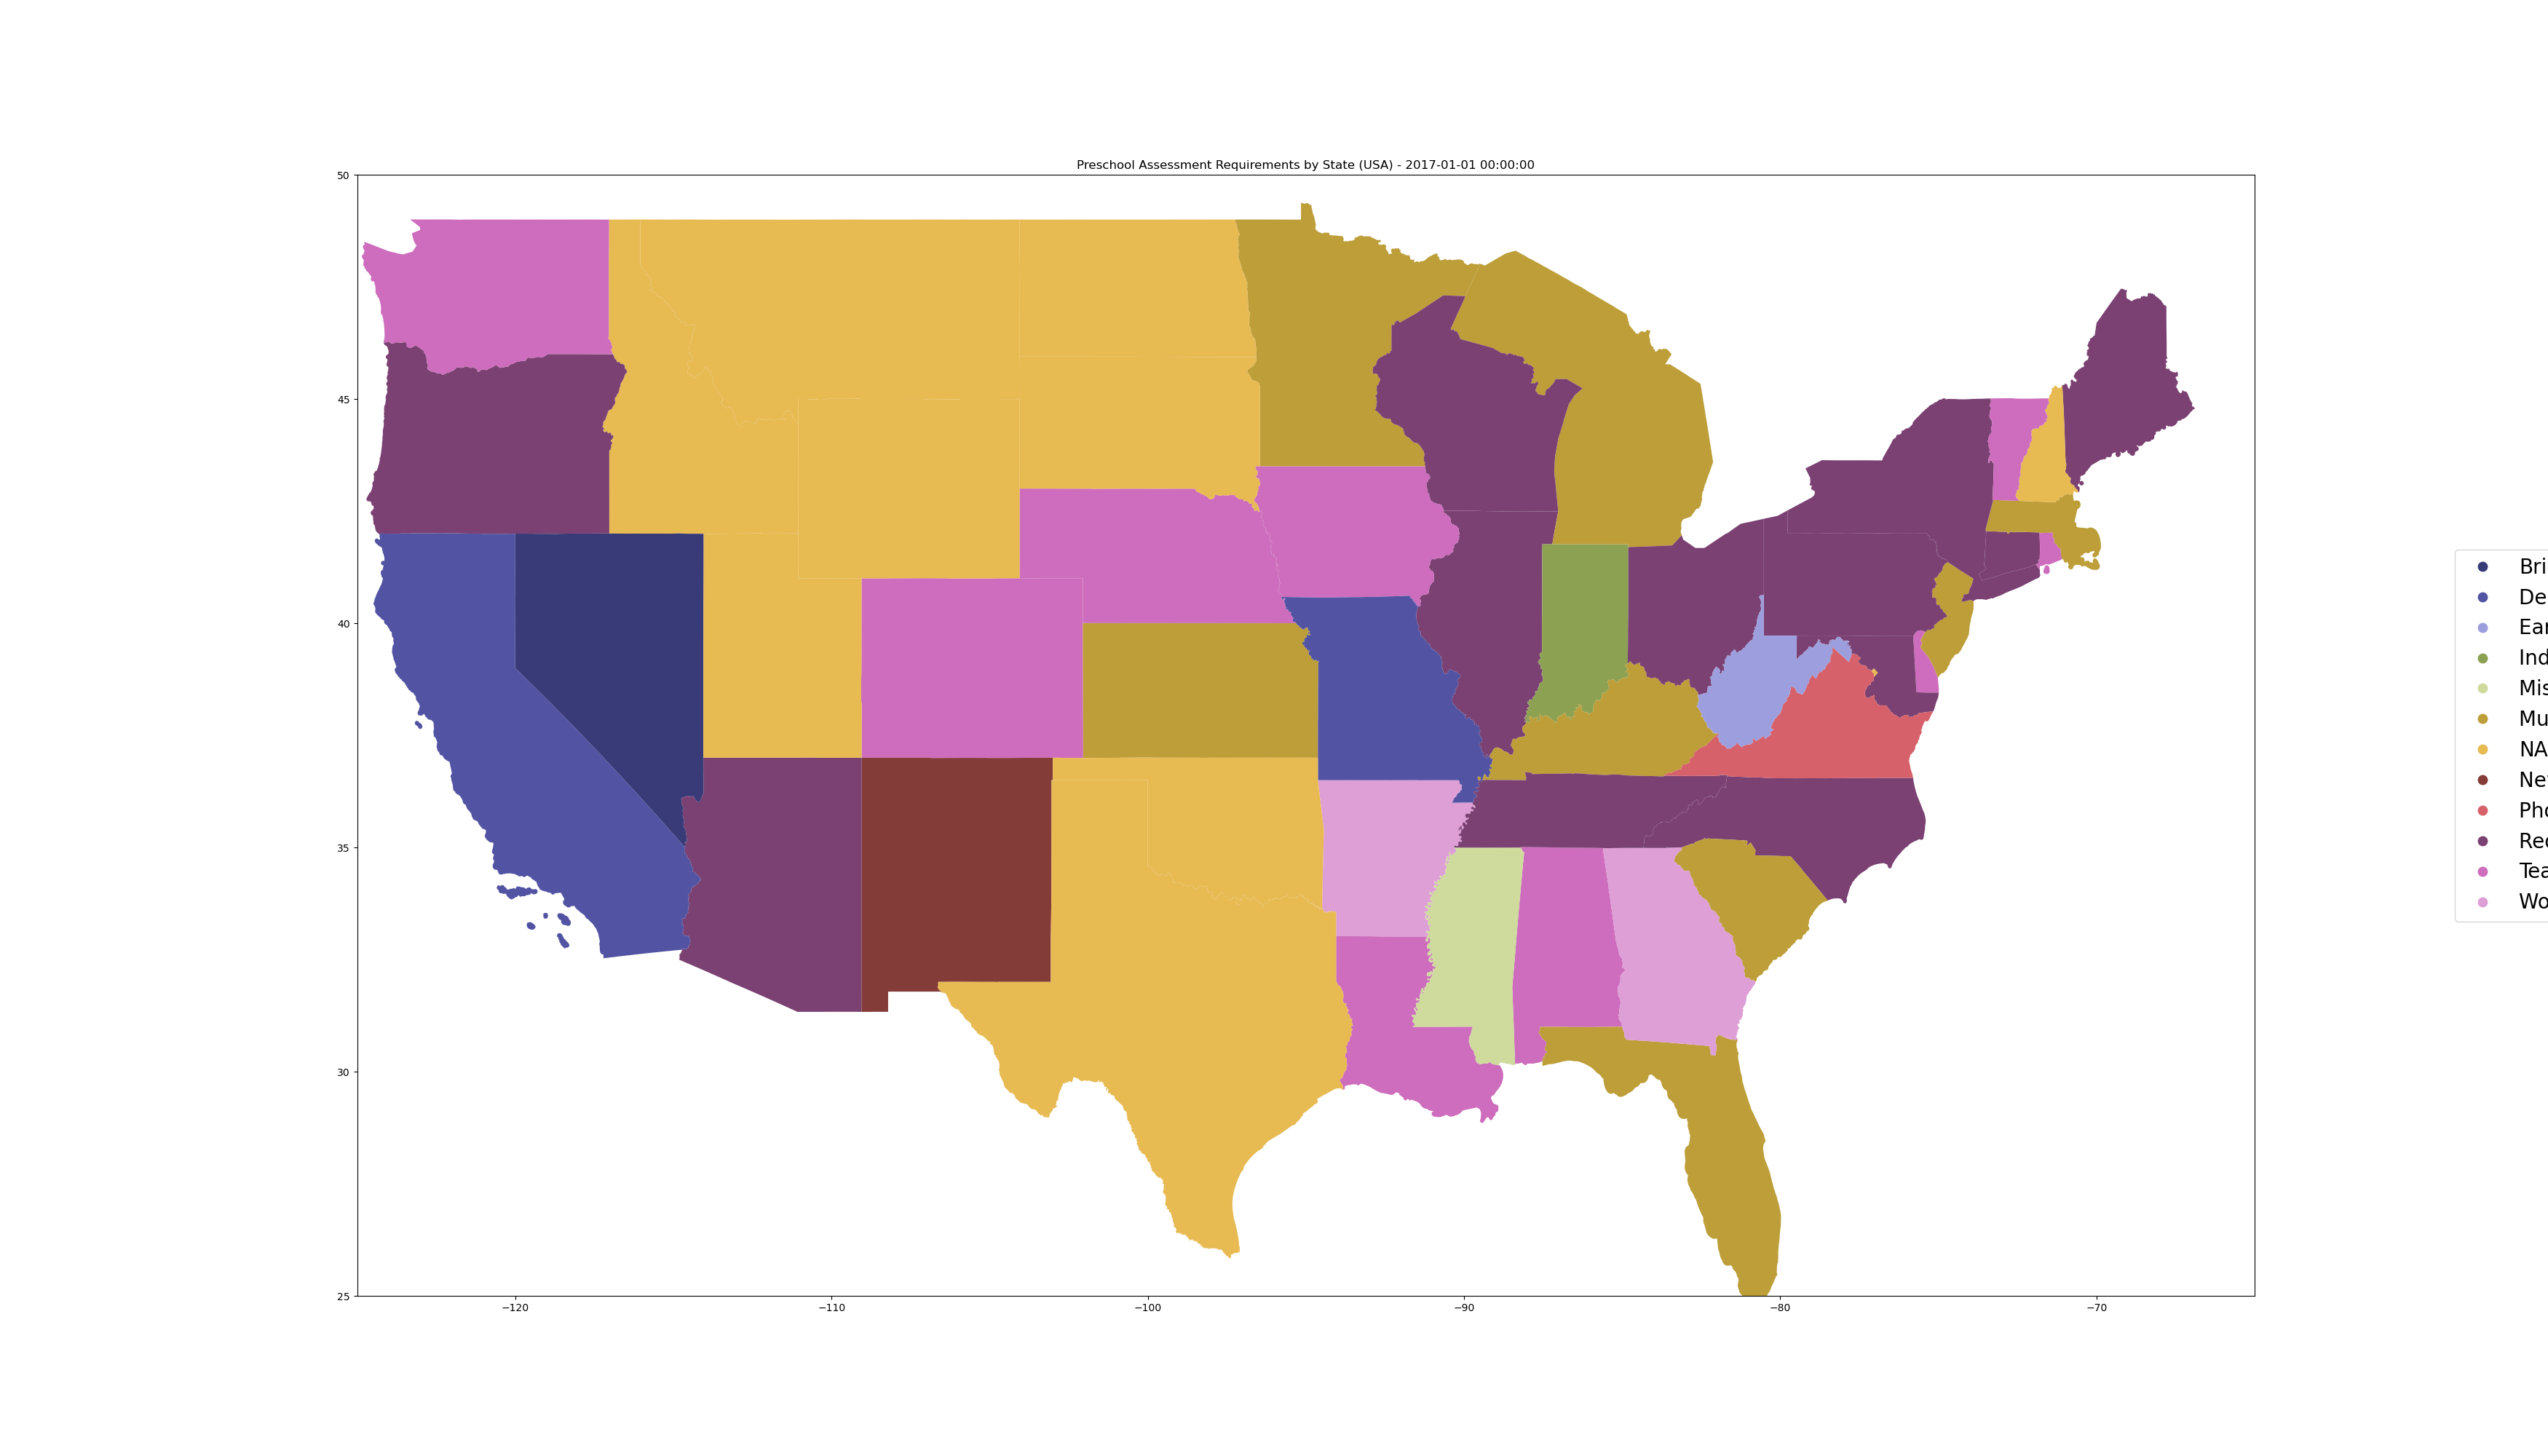 Preschool Assessment Requirements by State (USA) - 2017-01-01 00:00:00
50
45
40
35
30
25
−120
−110
−100
−90
−80
−70
Bri
De
Ear
Ind
Mis
Mu
NA
Ne
Pho
Rec
Tea
Wo